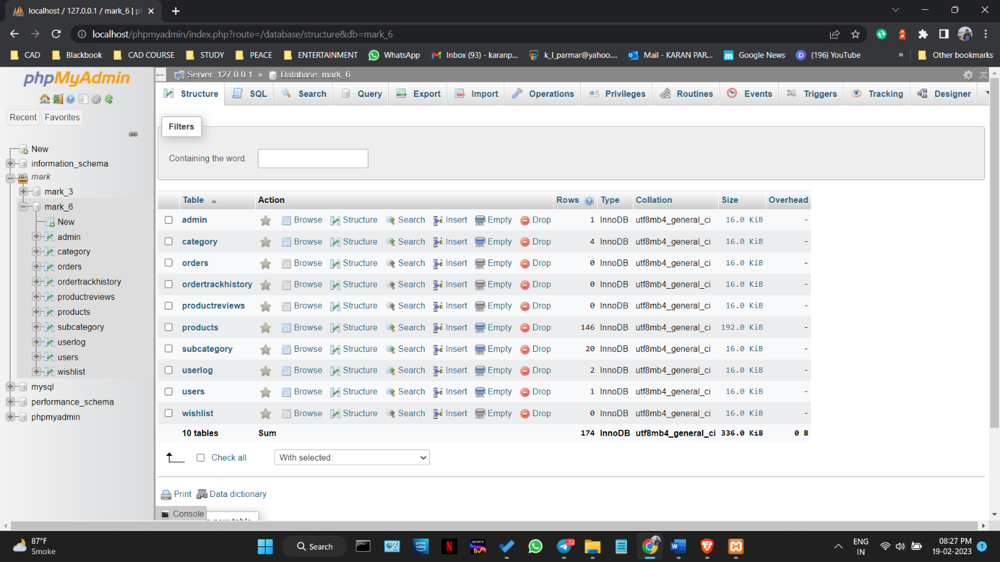 localhost / 127.0.0.1 / mark_6 | p
localhost/phpmyadmin/index.php?route=/database/structure&db=mark_6
CAD Blackbook CAD COURSE STUDY PEACE ENTERTAINMENT WhatsApp Inbox (93) - karanp... k_l_parmar@yahoo.... Mail - KARAN PAR... Google News (196) YouTube » Other bookmarks
phpMyAdmin
Recent Favorites
New
information_schema
mark
mark_3
mark_6
New
admin
category
orders
ordertrackhistory
productreviews
products
subcategory
userlog
users
wishlist
mysql
performance_schema
phpmyadmin
Server: 127.0.0.1 » Database: mark_6
Structure SQL Search Query Export Import Operations Privileges Routines Events Triggers Tracking Designer
Filters
Containing the word:
Table Action Rows Type Collation Size Overhead
admin Browse Structure Search Insert Empty Drop 1 InnoDB utf8mb4_general_ci 16.0 KiB -
category Browse Structure Search Insert Empty Drop 4 InnoDB utf8mb4_general_ci 16.0 KiB -
orders Browse Structure Search Insert Empty Drop 0 InnoDB utf8mb4_general_ci 16.0 KiB -
ordertrackhistory Browse Structure Search Insert Empty Drop 0 InnoDB utf8mb4_general_ci 16.0 KiB -
productreviews Browse Structure Search Insert Empty Drop 0 InnoDB utf8mb4_general_ci 16.0 KiB -
products Browse Structure Search Insert Empty Drop 146 InnoDB utf8mb4_general_ci 192.0 KiB -
subcategory Browse Structure Search Insert Empty Drop 20 InnoDB utf8mb4_general_ci 16.0 KiB -
userlog Browse Structure Search Insert Empty Drop 2 InnoDB utf8mb4_general_ci 16.0 KiB -
users Browse Structure Search Insert Empty Drop 1 InnoDB utf8mb4_general_ci 16.0 KiB -
wishlist Browse Structure Search Insert Empty Drop 0 InnoDB utf8mb4_general_ci 16.0 KiB -
10 tables Sum 174 InnoDB utf8mb4_general_ci 336.0 KiB 0 B
Check all With selected:
Print Data dictionary
Console
87°F
Smoke
Search
prime video
N
SONY liv
.02
W
ENG
IN
08:27 PM
19-02-2023
1